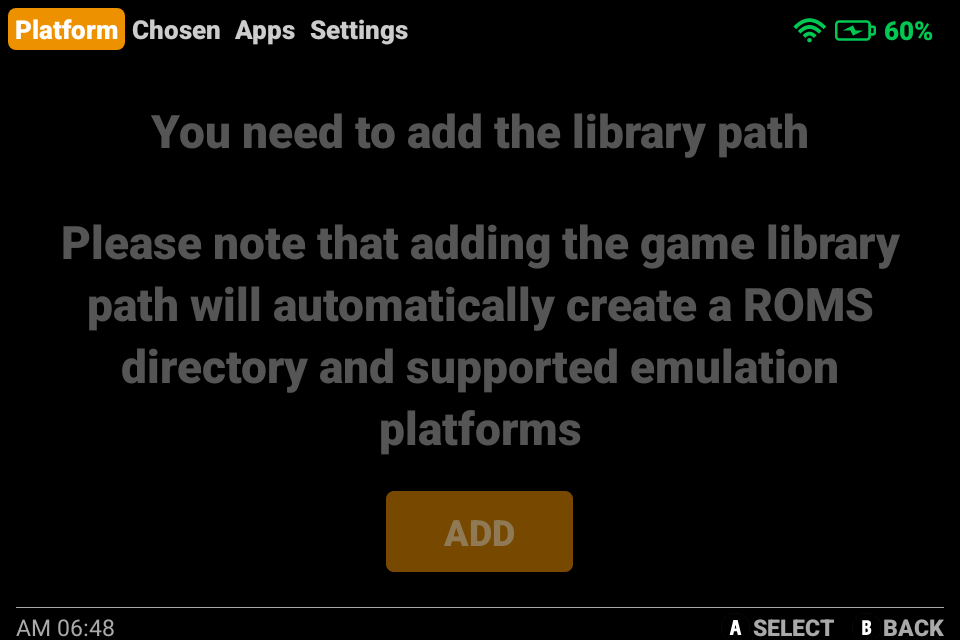 Platform Chosen Apps Settings 60%
You need to add the library path
Please note that adding the game library
path will automatically create a ROMS
directory and supported emulation
platforms
ADD
AM 06:48 A SELECT B BACK